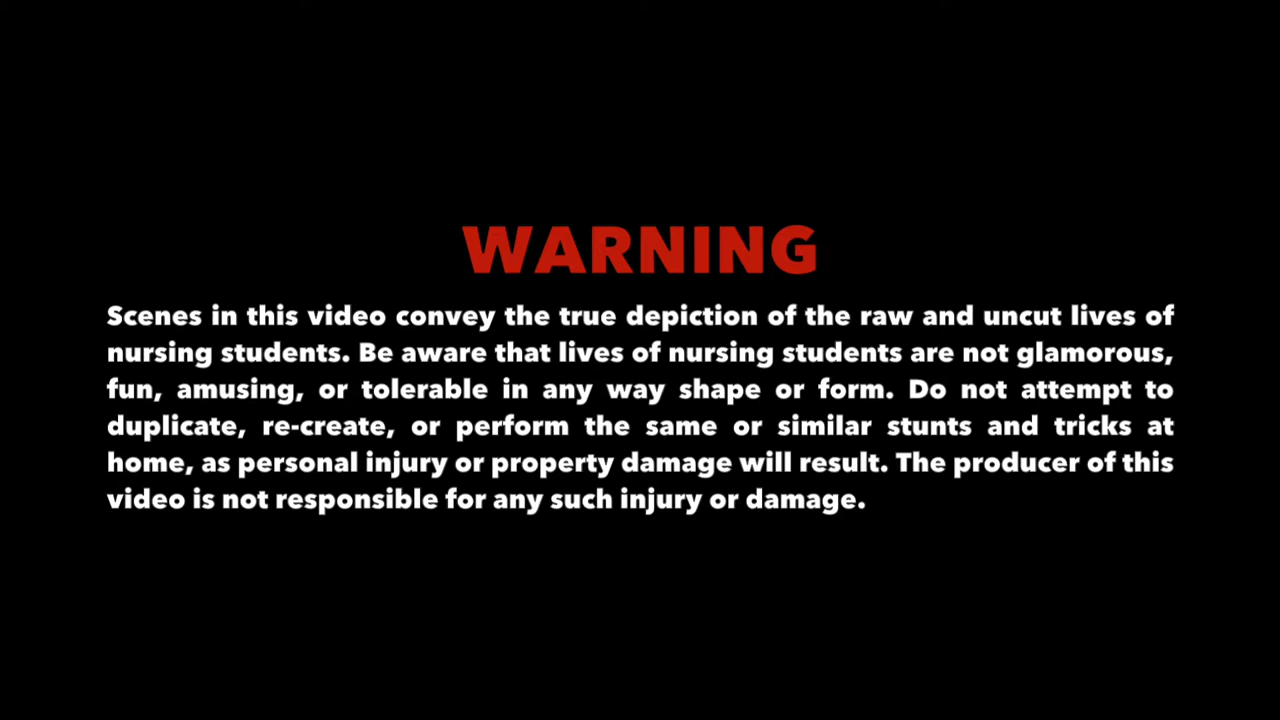 WARNING
Scenes in this video convey the true depiction of the raw and uncut lives of
nursing students. Be aware that lives of nursing students are not glamorous,
fun, amusing, or tolerable in any way shape or form. Do not attempt to
duplicate, re-create, or perform the same or similar stunts and tricks at
home, as personal injury or property damage will result. The producer of this
video is not responsible for any such injury or damage.